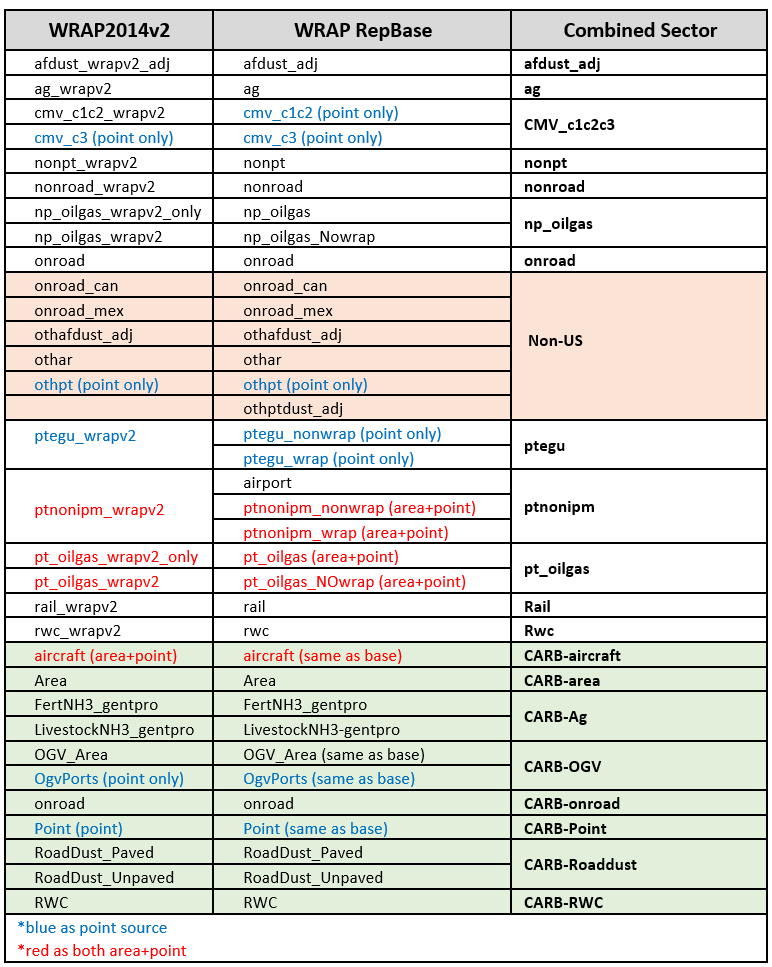 WRAP2014v2 WRAP RepBase Combined Sector
afdust_wrapv2_adj afdust_adj afdust_adj
ag_wrapv2 ag ag
cmv_c1c2_wrapv2 cmv_c1c2 (point only) CMV_c1c2c3
cmv_c3 (point only) cmv_c3 (point only)
nonpt_wrapv2 nonpt nonpt
nonroad_wrapv2 nonroad nonroad
np_oilgas_wrapv2_only np_oilgas np_oilgas
np_oilgas_wrapv2 np_oilgas_Nowrap
onroad onroad onroad
onroad_can onroad_can Non-US
onroad_mex onroad_mex
othafdust_adj othafdust_adj
othar othar
othpt (point only) othpt (point only)
othptdust_adj
ptegu_wrapv2 ptegu_nonwrap (point only) ptegu
ptegu_wrap (point only)
ptnonipm_wrapv2 airport ptnonipm
ptnonipm_nonwrap (area+point)
ptnonipm_wrap (area+point)
pt_oilgas_wrapv2_only pt_oilgas (area+point) pt_oilgas
pt_oilgas_wrapv2 pt_oilgas_NOwrap (area+point)
rail_wrapv2 rail Rail
rwc_wrapv2 rwc Rwc
aircraft (area+point) aircraft (same as base) CARB-aircraft
Area Area CARB-area
FertNH3_gentpro FertNH3_gentpro CARB-Ag
LivestockNH3_gentpro LivestockNH3-gentpro
OGV_Area OGV_Area (same as base) CARB-OGV
OgvPorts (point only) OgvPorts (same as base)
onroad onroad CARB-onroad
Point (point) Point (same as base) CARB-Point
RoadDust_Paved RoadDust_Paved CARB-Roaddust
RoadDust_Unpaved RoadDust_Unpaved
RWC RWC CARB-RWC
*blue as point source
*red as both area+point